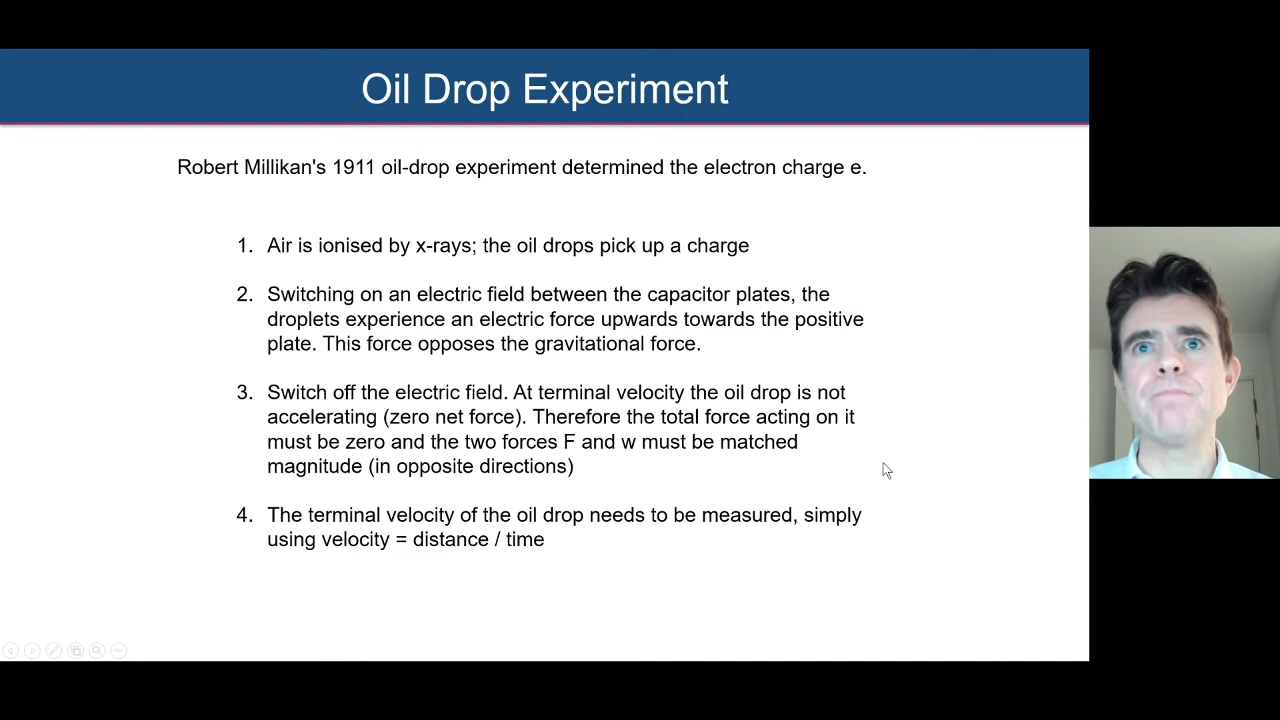 Oil Drop Experiment
Robert Millikan's 1911 oil-drop experiment determined the electron charge e.
1. Air is ionised by x-rays; the oil drops pick up a charge
2. Switching on an electric field between the capacitor plates, the
droplets experience an electric force upwards towards the positive
plate. This force opposes the gravitational force.
3. Switch off the electric field. At terminal velocity the oil drop is not
accelerating (zero net force). Therefore the total force acting on it
must be zero and the two forces F and w must be matched
magnitude (in opposite directions)
4. The terminal velocity of the oil drop needs to be measured, simply
using velocity = distance / time